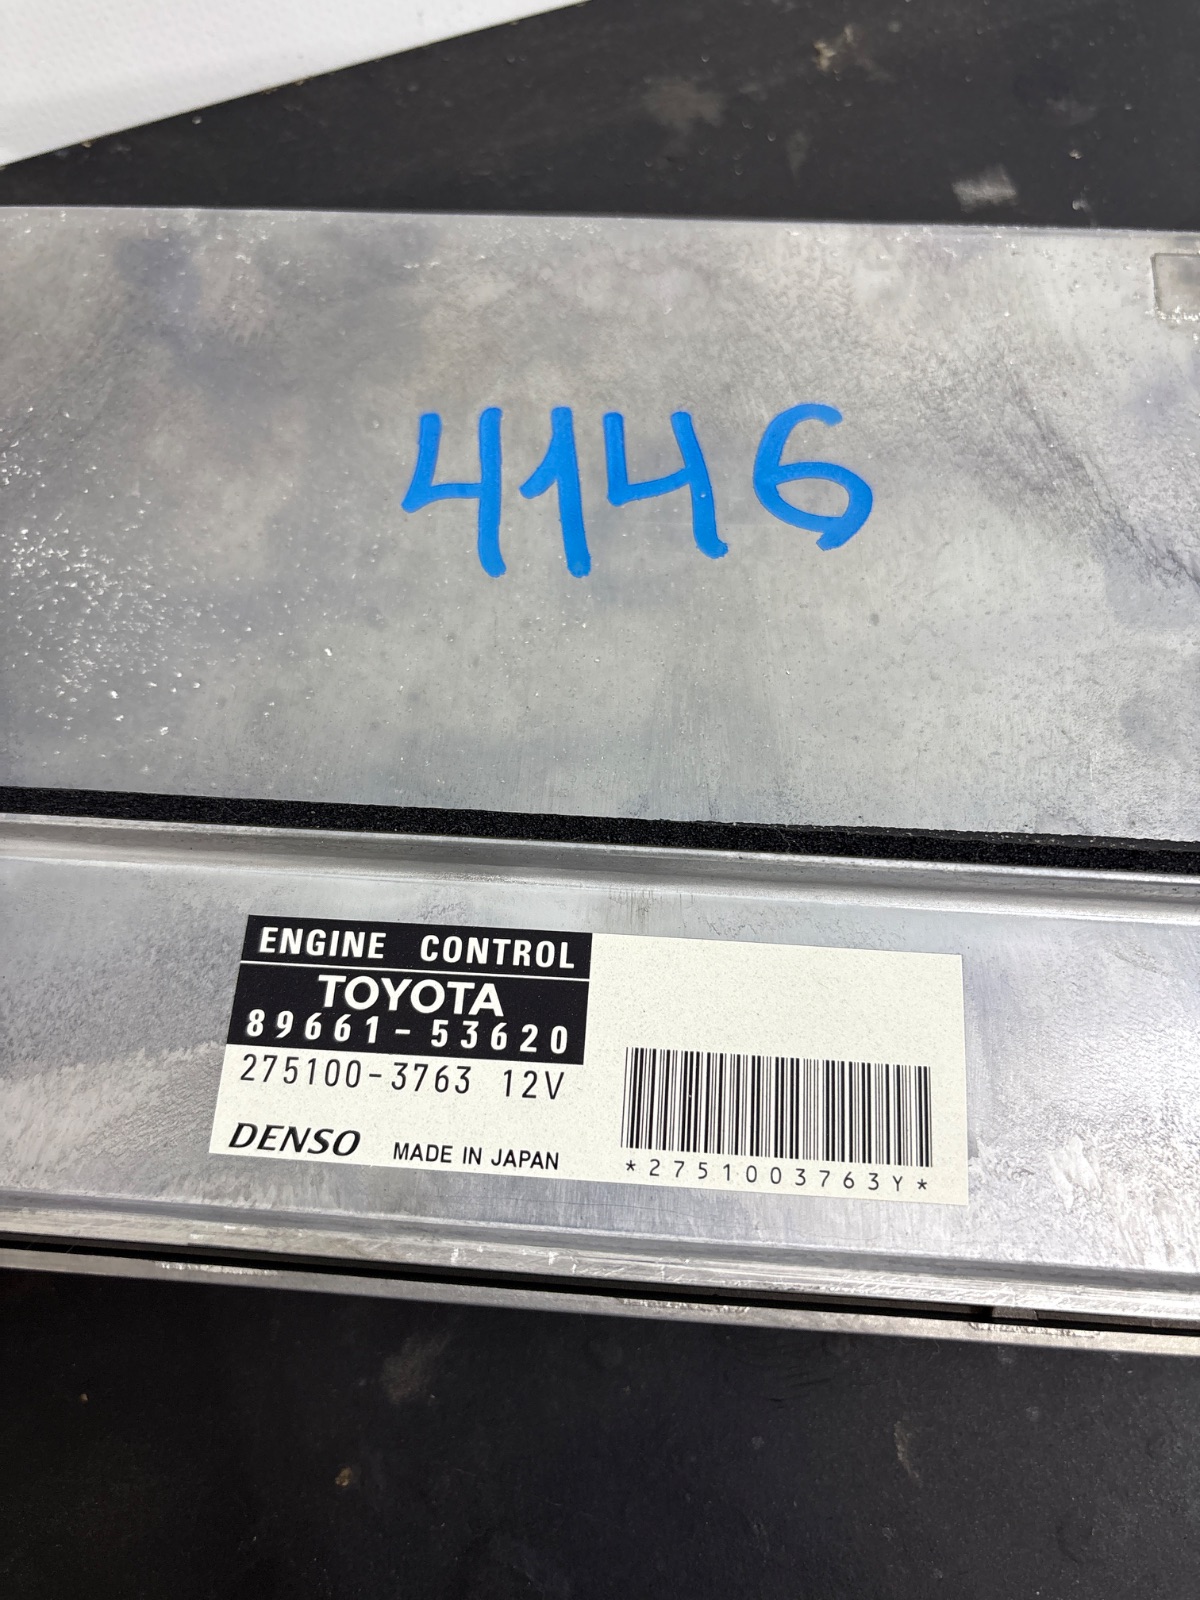 4146
ENGINE CONTROL
TOYOTA
89661-53620
275100-3763 12V
DENSO MADE IN JAPAN
*2751003763Y*